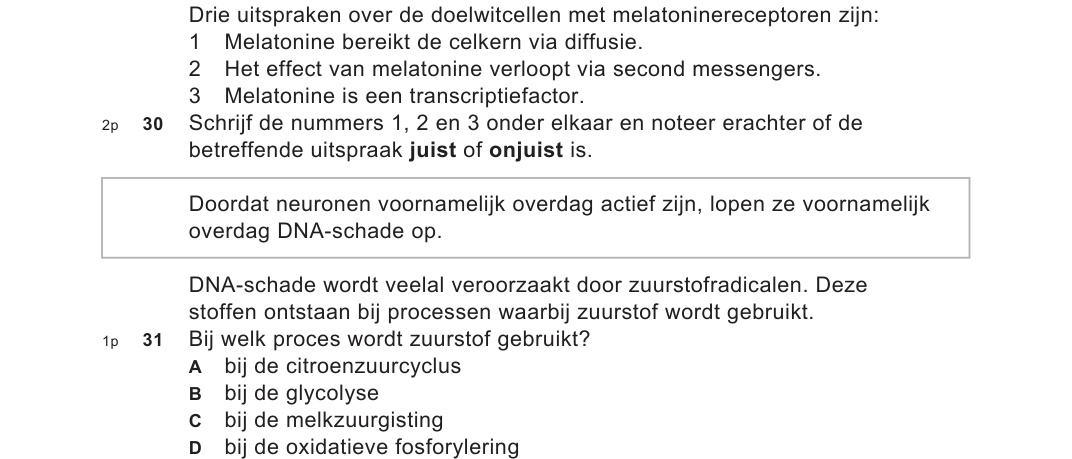 Drie uitspraken over de doelwitcellen met melatoninereceptoren zijn:
1 Melatonine bereikt de celkern via diffusie.
2 Het effect van melatonine verloopt via second messengers.
3 Melatonine is een transcriptiefactor.
2p 30 Schrijf de nummers 1, 2 en 3 onder elkaar en noteer erachter of de
betreffende uitspraak juist of onjuist is.
Doordat neuronen voornamelijk overdag actief zijn, lopen ze voornamelijk
overdag DNA-schade op.
DNA-schade wordt veelal veroorzaakt door zuurstofradicalen. Deze
stoffen ontstaan bij processen waarbij zuurstof wordt gebruikt.
1p 31 Bij welk proces wordt zuurstof gebruikt?
A bij de citroenzuurcyclus
B bij de glycolyse
C bij de melkzuurgisting
D bij de oxidatieve fosforylering